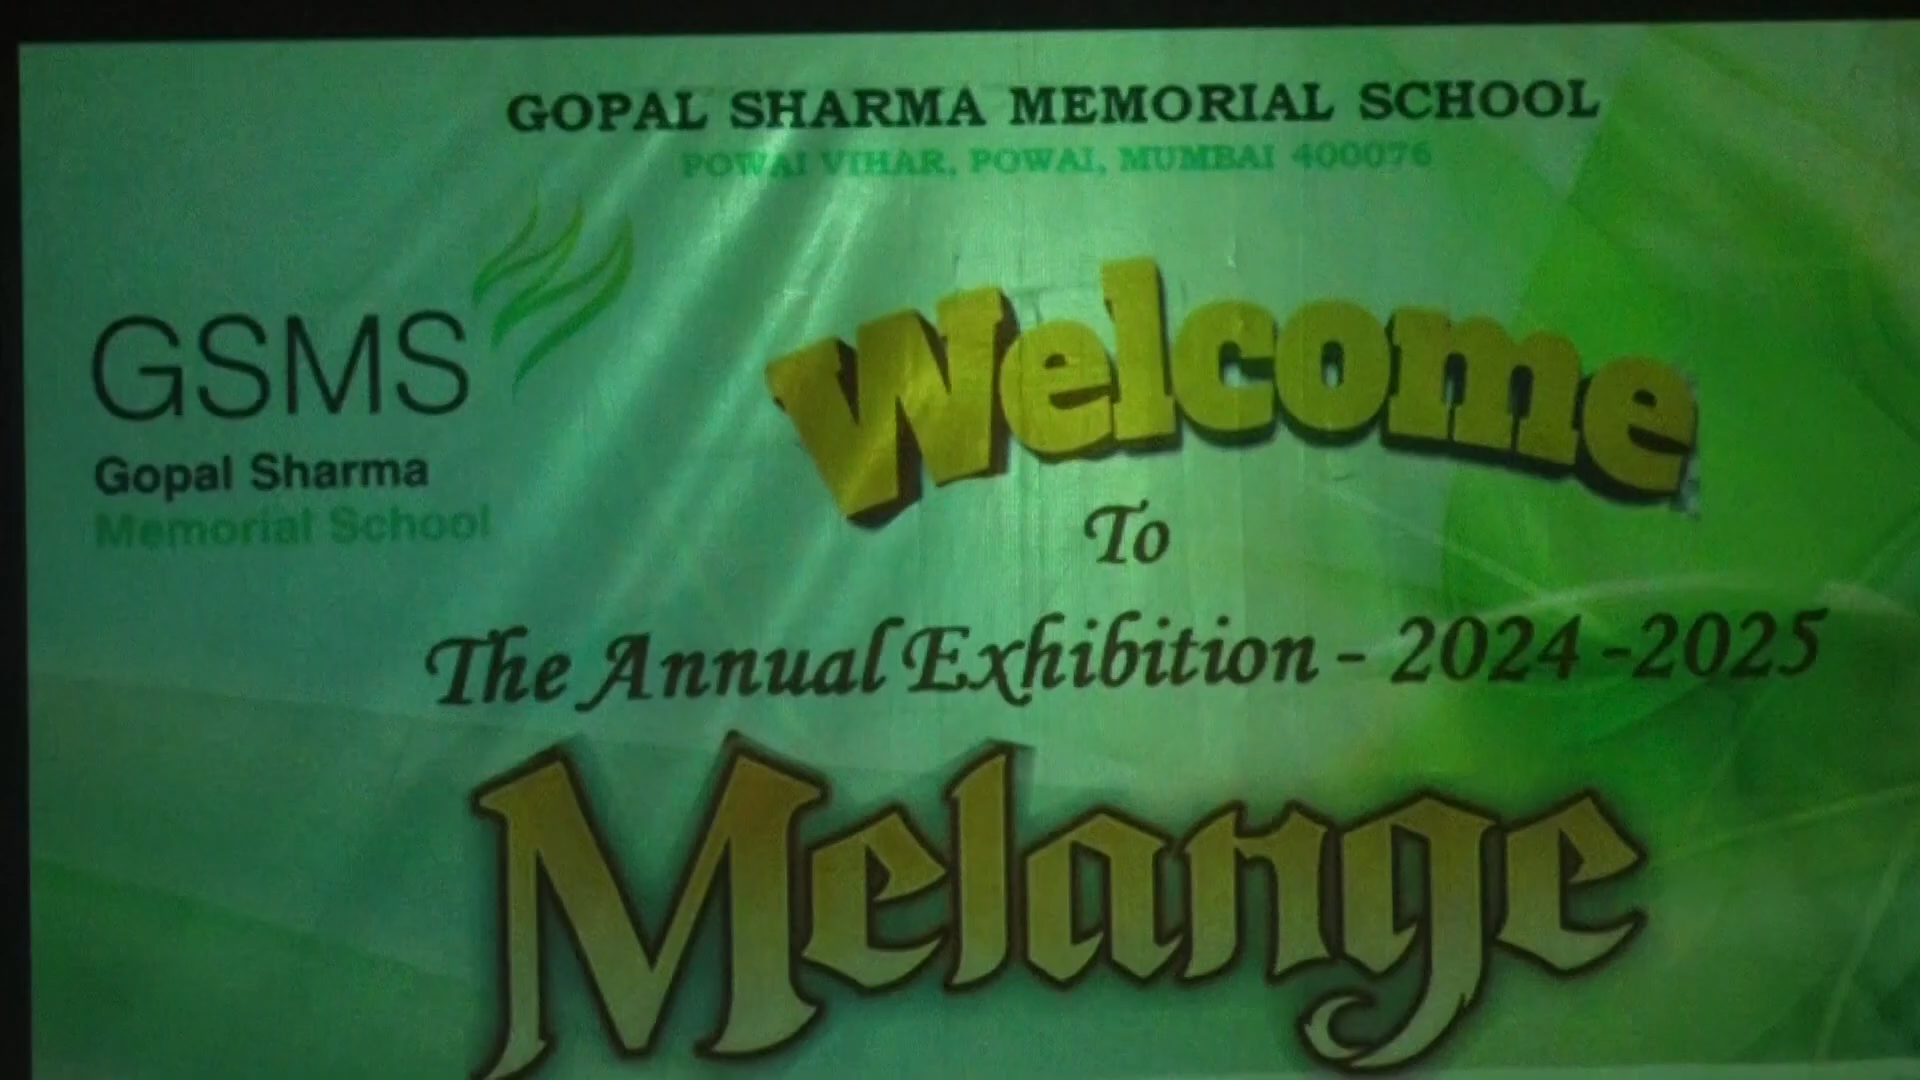 GOPAL SHARMA MEMORIAL SCHOOL
POWAI VIHAR, POWAI, MUMBAI 400076
GSMS
Gopal Sharma
Memorial School
Welcome
To
The Annual Exhibition - 2024 -2025
Melange